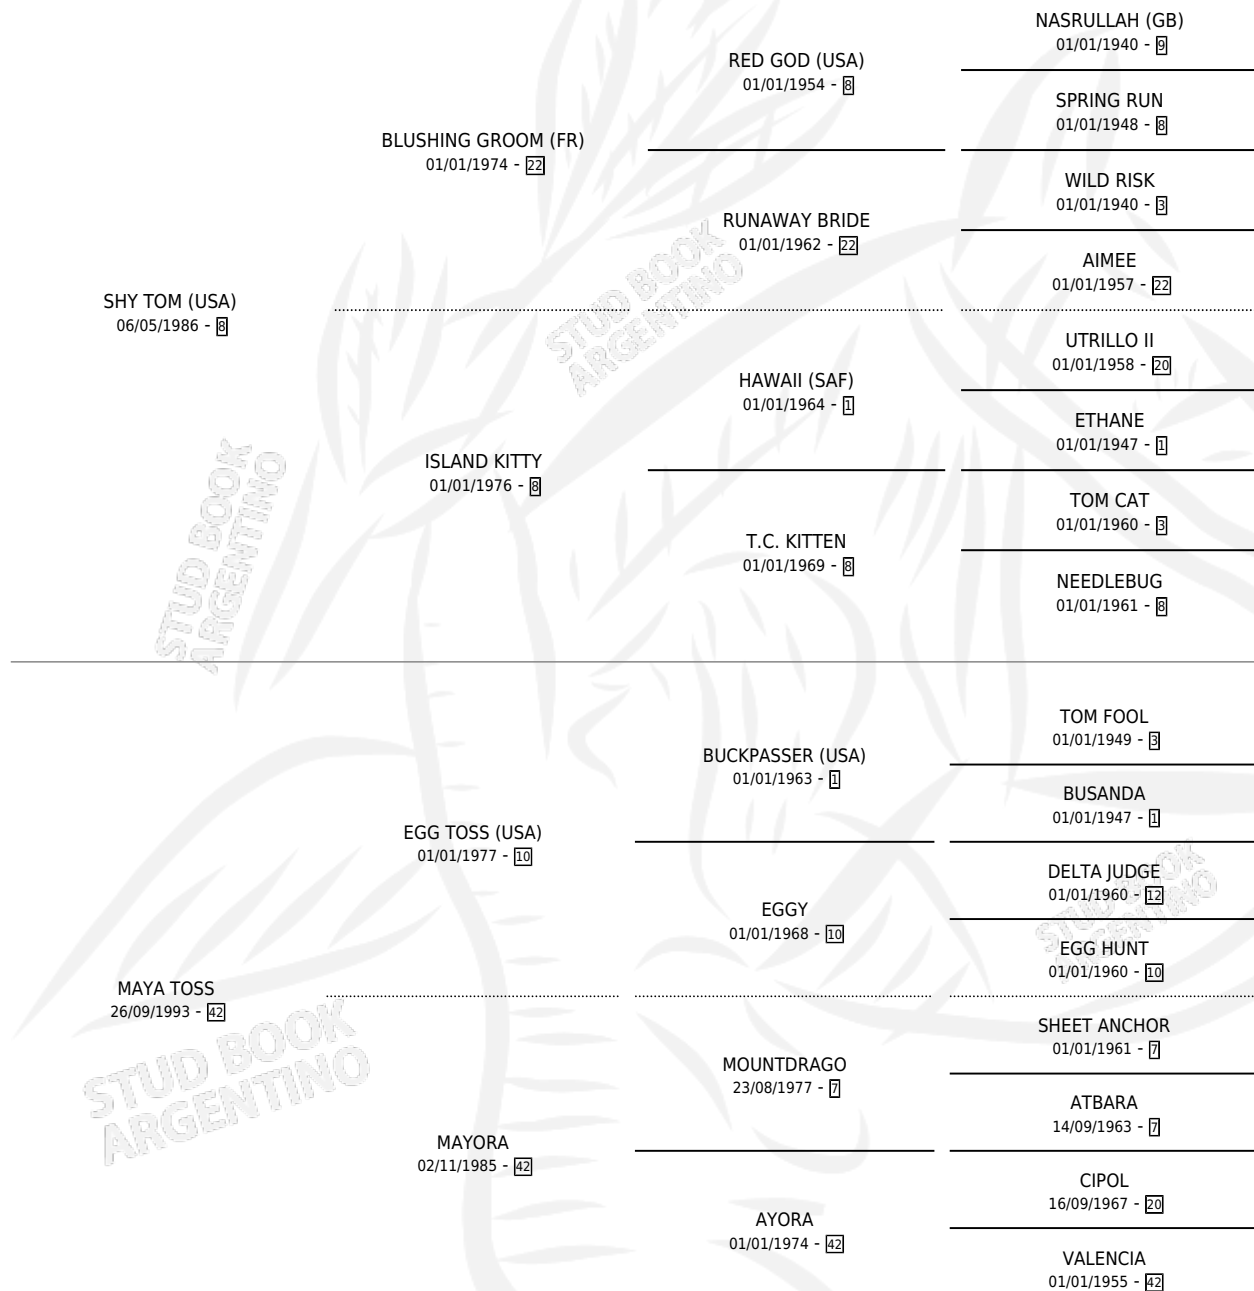 NASRULLAH (GB)
01/01/1940 - 9
RED GOD (USA)
01/01/1954 - 8
SPRING RUN
01/01/1948 - 8
BLUSHING GROOM (FR)
01/01/1974 - 22
WILD RISK
01/01/1940 - 3
RUNAWAY BRIDE
01/01/1962 - 22
AIMEE
01/01/1957 - 22
SHY TOM (USA)
06/05/1986 - 8
UTRILLO II
01/01/1958 - 20
HAWAII (SAF)
01/01/1964 - 1
ETHANE
01/01/1947 - 1
ISLAND KITTY
01/01/1976 - 8
TOM CAT
01/01/1960 - 3
T.C. KITTEN
01/01/1969 - 8
NEEDLEBUG
01/01/1961 - 8
TOM FOOL
01/01/1949 - 3
BUCKPASSER (USA)
01/01/1963 - 1
BUSANDA
01/01/1947 - 1
EGG TOSS (USA)
01/01/1977 - 10
DELTA JUDGE
01/01/1960 - 12
EGGY
01/01/1968 - 10
EGG HUNT
01/01/1960 - 10
MAYA TOSS
26/09/1993 - 42
SHEET ANCHOR
01/01/1961 - 7
MOUNTDRAGO
23/08/1977 - 7
ATBARA
14/09/1963 - 7
MAYORA
02/11/1985 - 42
CIPOL
16/09/1967 - 20
AYORA
01/01/1974 - 42
VALENCIA
01/01/1955 - 42
STUD BOOK
ARGENTINO
STUD BOOK
ARGENTINO
STUD BOOK
ARGENTINO
STUD BOOK
ARGENTINO